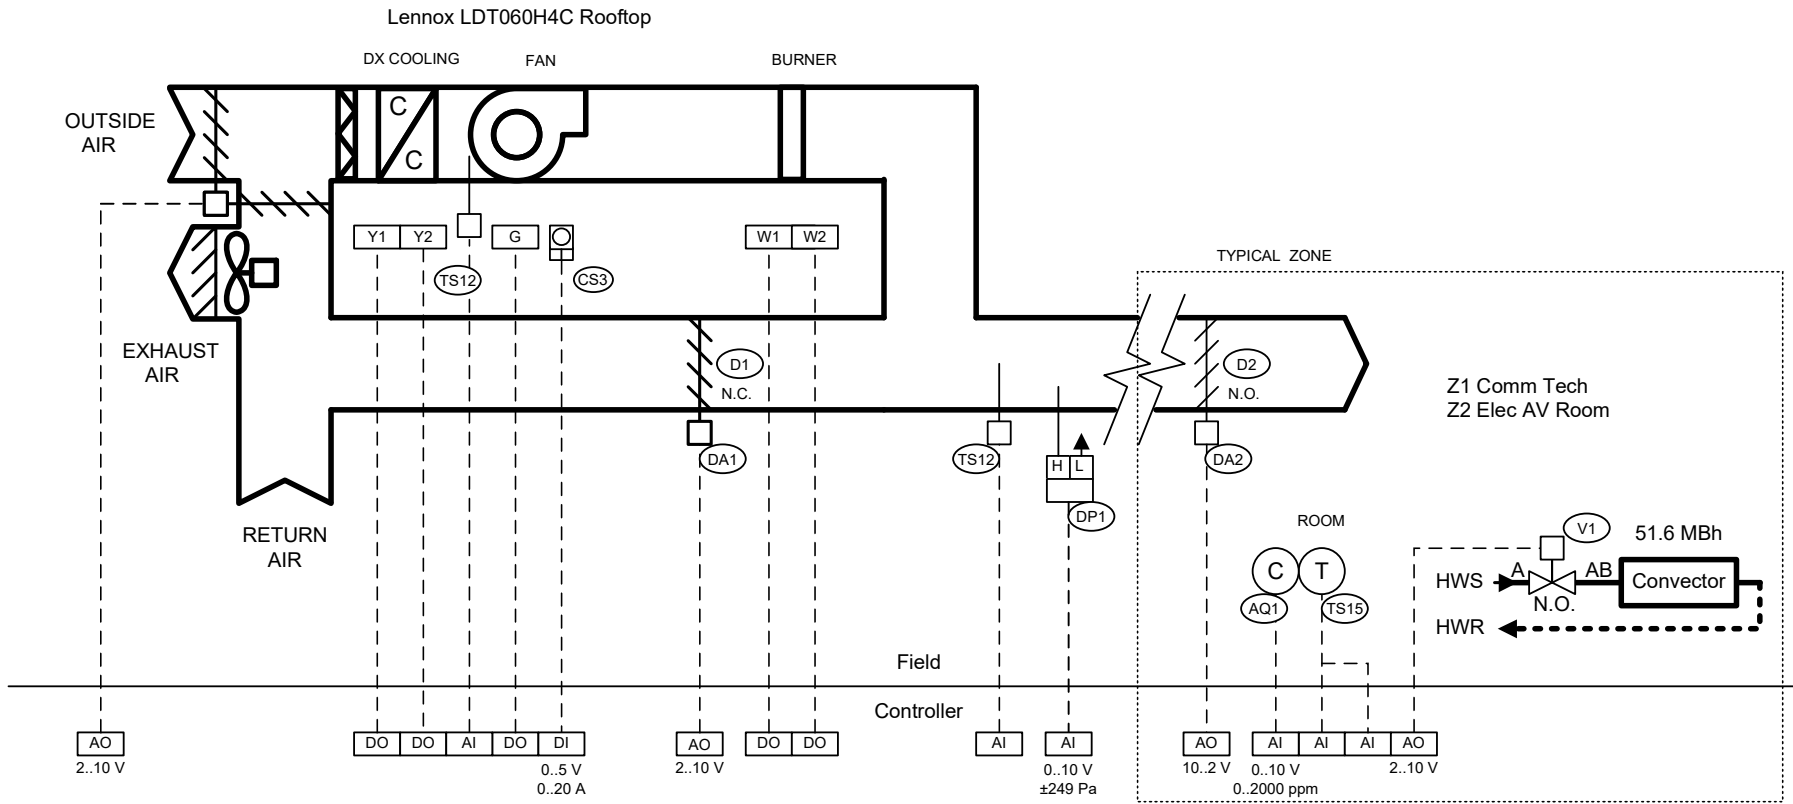 Lennox LDT060H4C Rooftop
DX COOLING
FAN
BURNER
OUTSIDE
AIR
C
C
Y1
Y2
G
W1
W2
TS12
CS3
TYPICAL ZONE
EXHAUST
AIR
D1
N.C.
D2
N.O.
Z1 Comm Tech
Z2 Elec AV Room
DA1
TS12
H
L
DP1
DA2
RETURN
AIR
ROOM
C
T
AQ1
TS15
V1
51.6 MBh
HWS
A
AB
Convector
N.O.
HWR
Field
Controller
AO
2..10 V
DO
DO
AI
DO
DI
0..5 V
0..20 A
AO
2..10 V
DO
DO
AI
AI
0..10 V
±249 Pa
AO
10..2 V
AI
0..10 V
0..2000 ppm
AI
AI
AO
2..10 V